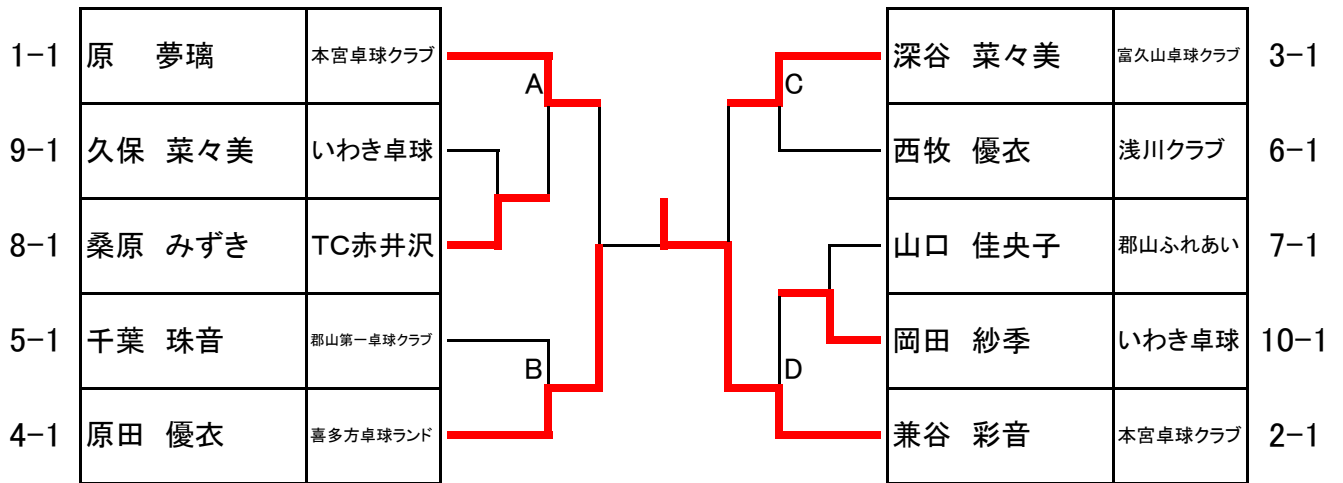 1-1 原　夢璃 本宮卓球クラブ
9-1 久保 菜々美 いわき卓球
8-1 桑原 みずき TC赤井沢
5-1 千葉 珠音 郡山第一卓球クラブ
4-1 原田 優衣 喜多方卓球ランド
A
B
C
D
深谷 菜々美 富久山卓球クラブ 3-1
西牧 優衣 浅川クラブ 6-1
山口 佳央子 郡山ふれあい 7-1
岡田 紗季 いわき卓球 10-1
兼谷 彩音 本宮卓球クラブ 2-1